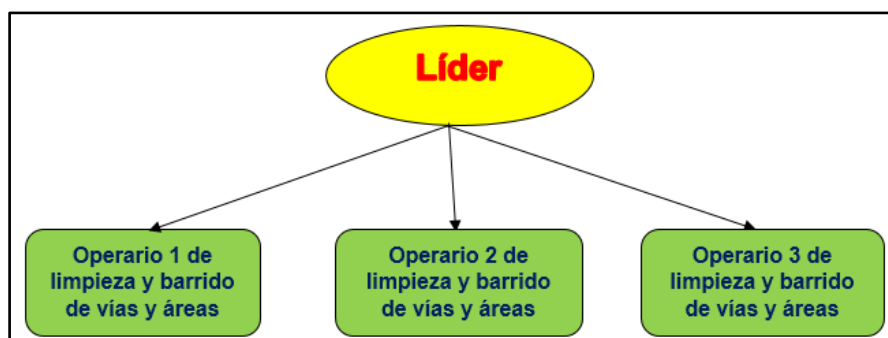 Líder
Operario 1 de
limpieza y barrido
de vías y áreas
Operario 2 de
limpieza y barrido
de vías y áreas
Operario 3 de
limpieza y barrido
de vías y áreas